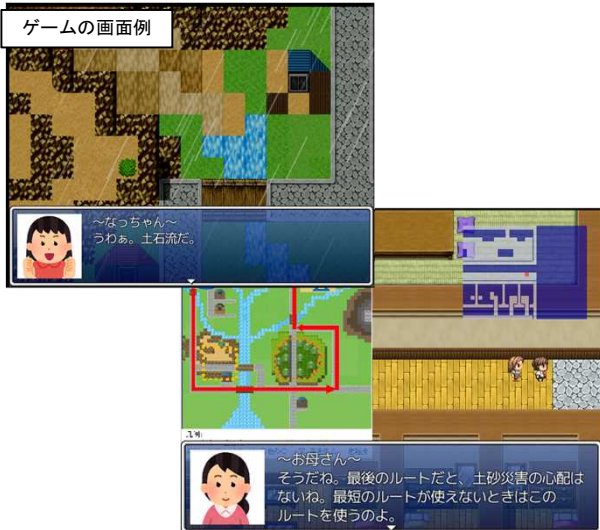 ゲームの画面例
~なっちゃん~
うわぁ。土石流だ。
~お母さん~
そうだね。最後のルートだと、土砂災害の心配は
ないね。最短のルートが使えないときはこの
ルートを使うのよ。